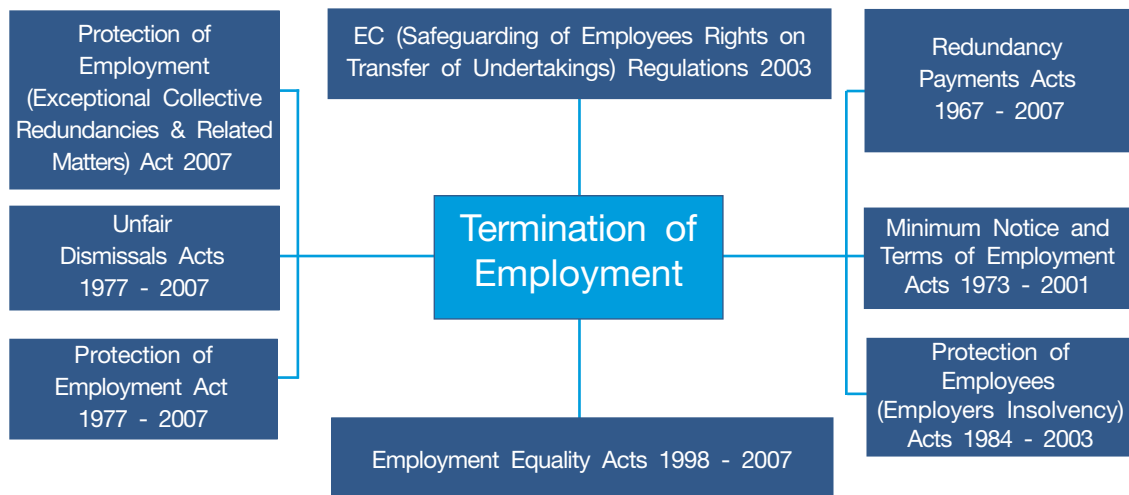 Protection of
Employment
(Exceptional Collective
Redundancies & Related
Matters) Act 2007
EC (Safeguarding of Employees Rights on
Transfer of Undertakings) Regulations 2003
Redundancy
Payments Acts
1967 - 2007
Unfair
Dismissals Acts
1977 - 2007
Termination of
Employment
Minimum Notice and
Terms of Employment
Acts 1973 - 2001
Protection of
Employment Act
1977 - 2007
Employment Equality Acts 1998 - 2007
Protection of
Employees
(Employers Insolvency)
Acts 1984 - 2003